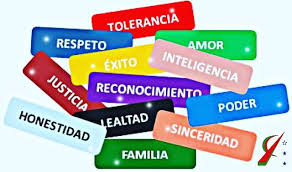 TOLERANCIA
RESPETO
AMOR
ÉXITO
INTELIGENCIA
JUSTICIA
RECONOCIMIENTO
PODER
HONESTIDAD
LEALTAD
SINCERIDAD
FAMILIA